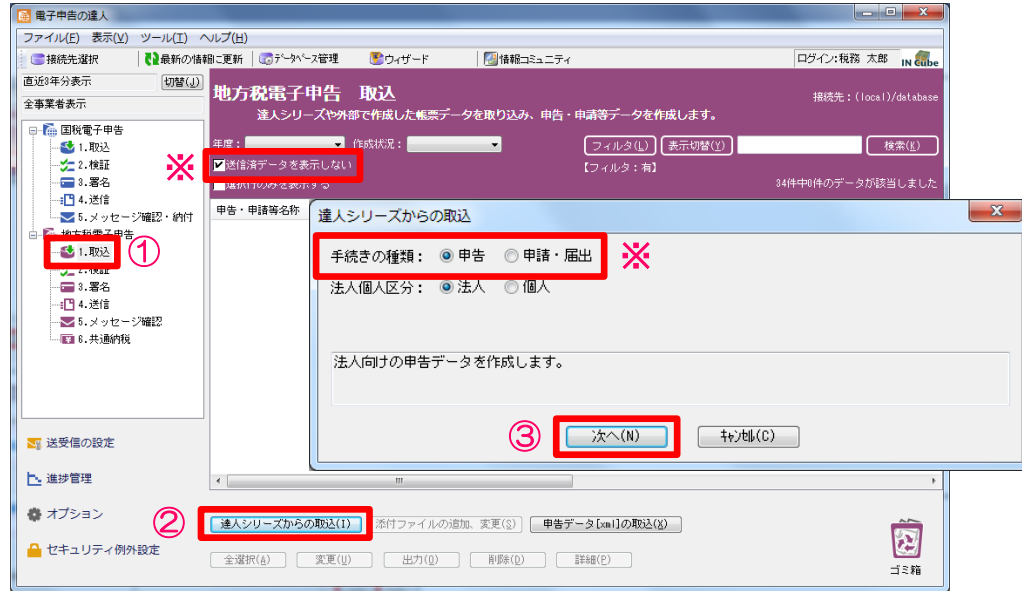 電子申告の達人
ファイル(F) 表示(V) ツール(T) ヘルプ(H)
接続先選択 最新の情報に更新 データベース管理 ウィザード 情報コミュニティ ログイン:税務 太郎 IN Cube
直近3年分表示 切替(J)
全事業者表示
国税電子申告
1.取込
2.検証
3.署名
4.送信
5.メッセージ確認・納付
地方税電子申告
1.取込
①
2.検証
3.署名
4.送信
5.メッセージ確認
6.共通納税
送受信の設定
進捗管理
オプション
セキュリティ例外設定
地方税電子申告 取込
接続先:(local)/database
達人シリーズや外部で作成した帳票データを取り込み、申告・申請等データを作成します。
年度: 作成状況: フィルタ(L) 表示切替(Y) 検索(K)
※ 送信済データを表示しない 【フィルタ:有】
選択行のみを表示する 34件中0件のデータが該当しました
申告・申請等名称
達人シリーズからの取込
手続きの種類: 申告 申請・届出 ※
法人個人区分: 法人 個人
法人向けの申告データを作成します。
③ 次へ(N) キャンセル(C)
② 達人シリーズからの取込(I) 添付ファイルの追加、変更(S) 申告データ[xml]の取込(X)
全選択(A) 変更(U) 出力(O) 削除(D) 詳細(P)
ゴミ箱